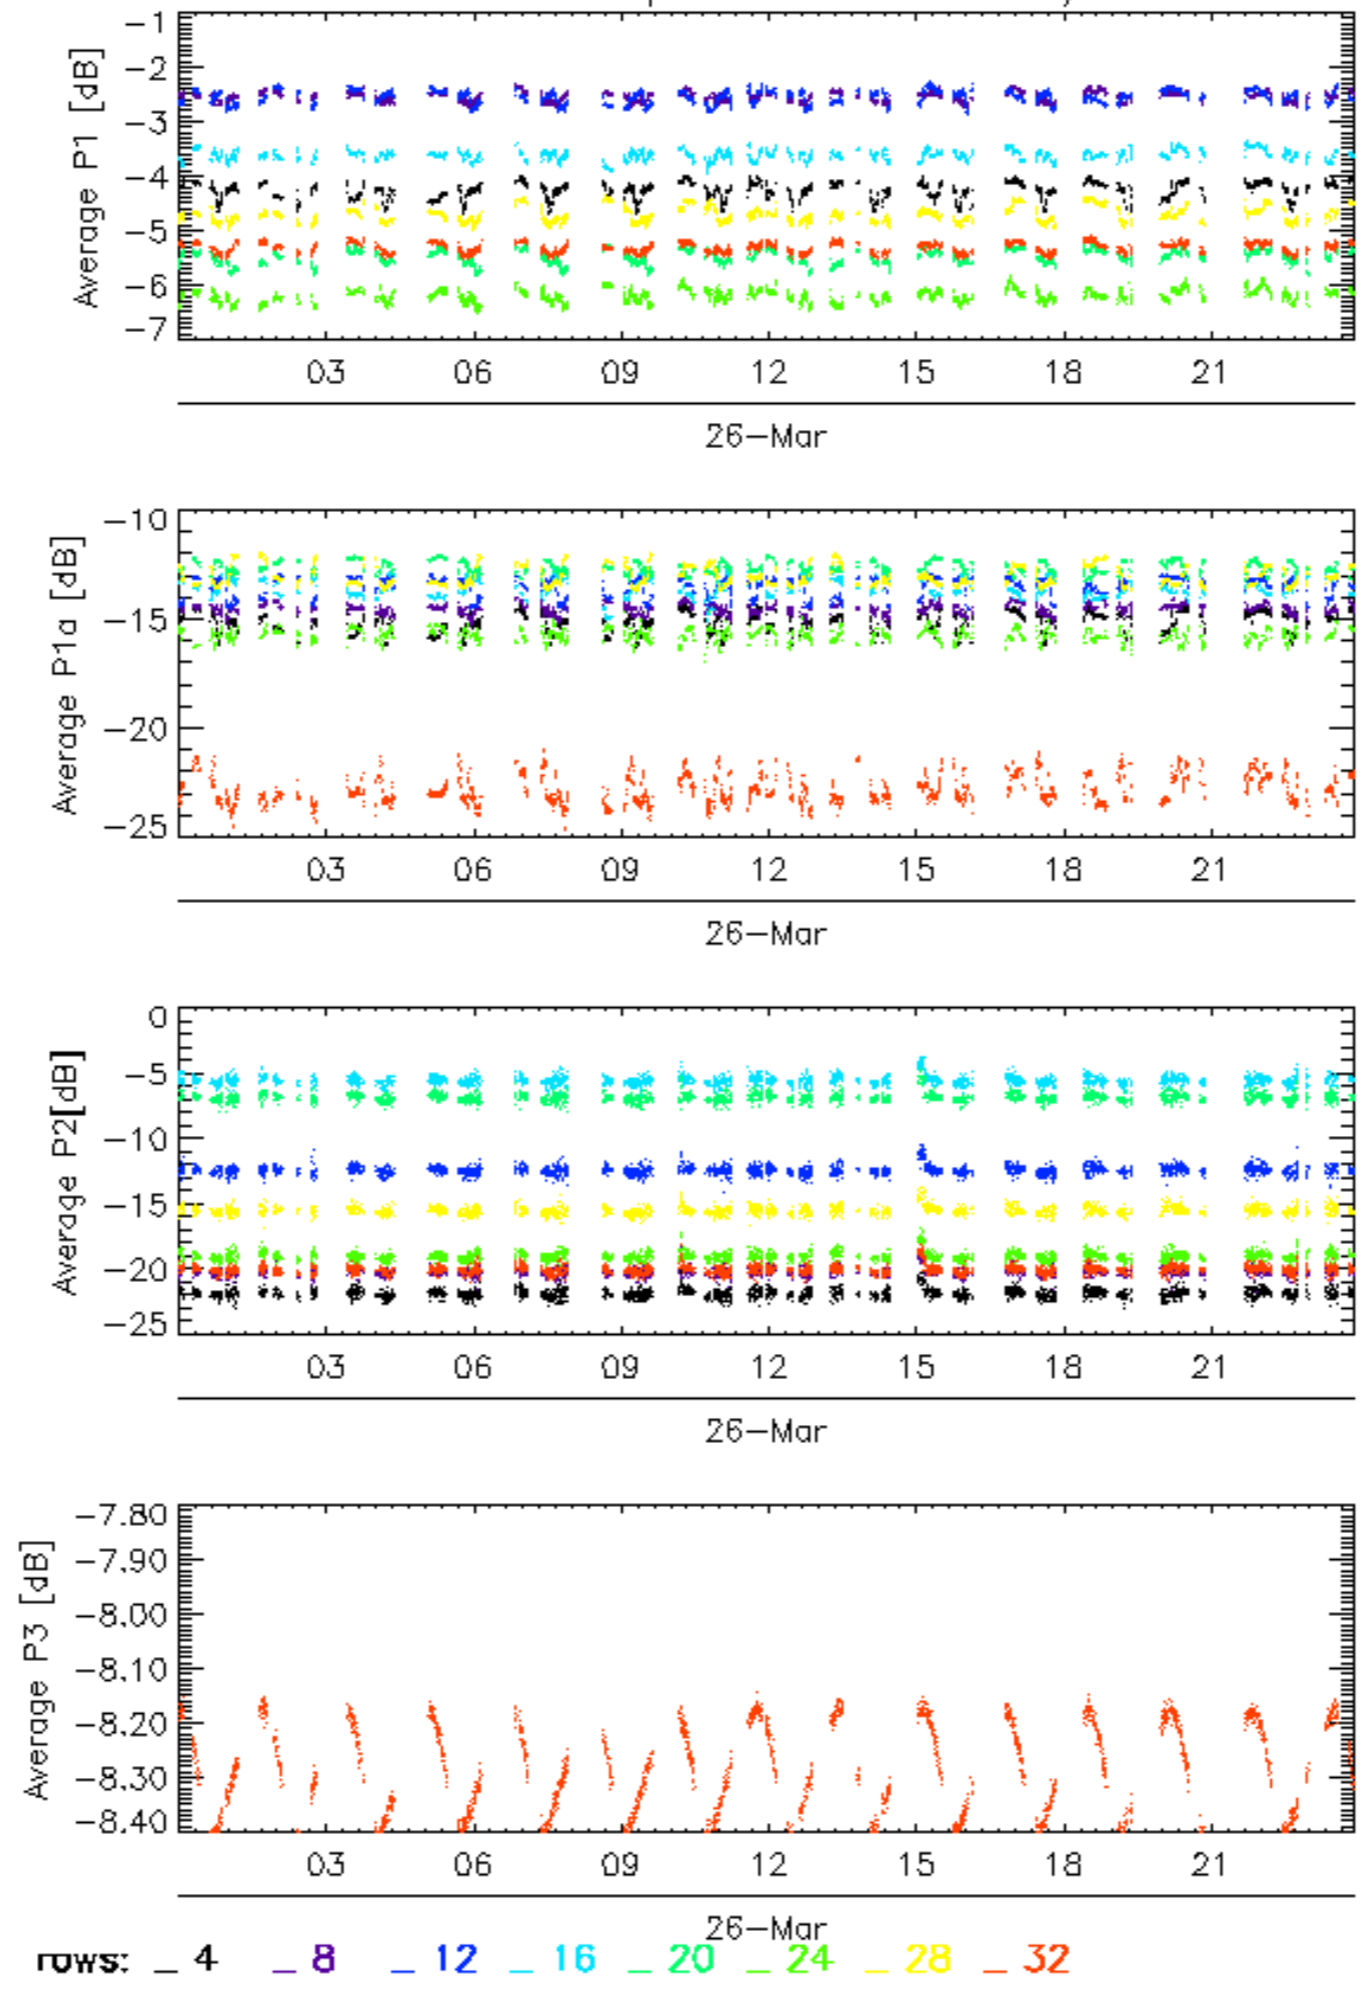 -1
-2
-3
-4
-5
-6
-7
Average P1 [dB]
03 06 09 12 15 18 21
26-Mar
-10
-15
-20
-25
Average P1a [dB]
03 06 09 12 15 18 21
26-Mar
0
-5
-10
-15
-20
-25
Average P2[dB]
03 06 09 12 15 18 21
26-Mar
-7.80
-7.90
-8.00
-8.10
-8.20
-8.30
-8.40
Average P3 [dB]
03 06 09 12 15 18 21
26-Mar
rows: _ 4 _ 8 _ 12 _ 16 _ 20 _ 24 _ 28 _ 32